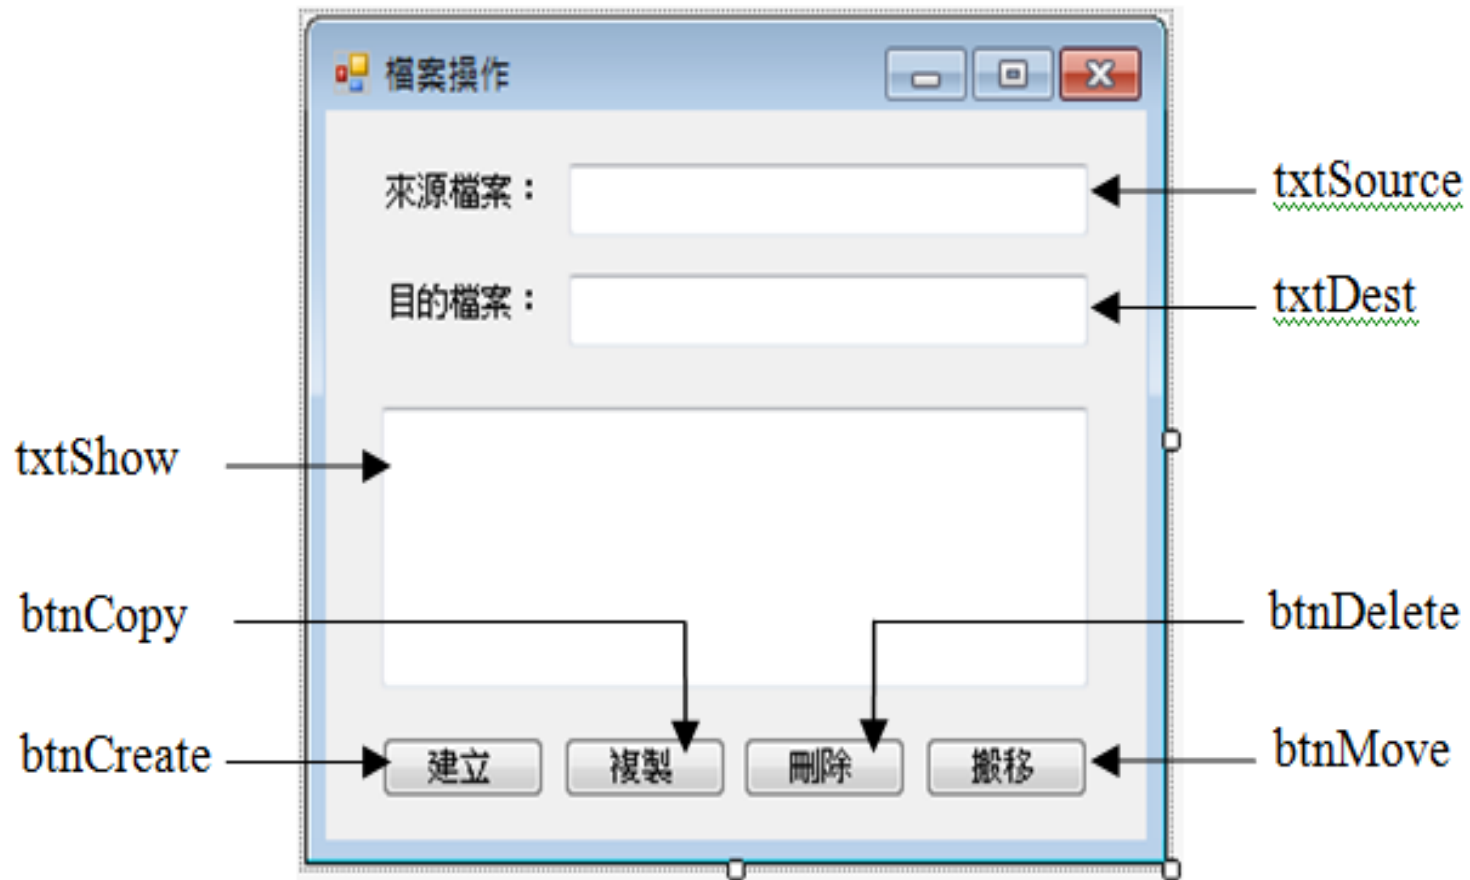 檔案操作
來源檔案：
txtSource
目的檔案：
txtDest
txtShow
btnCopy
btnDelete
btnCreate
建立
複製
刪除
搬移
btnMove